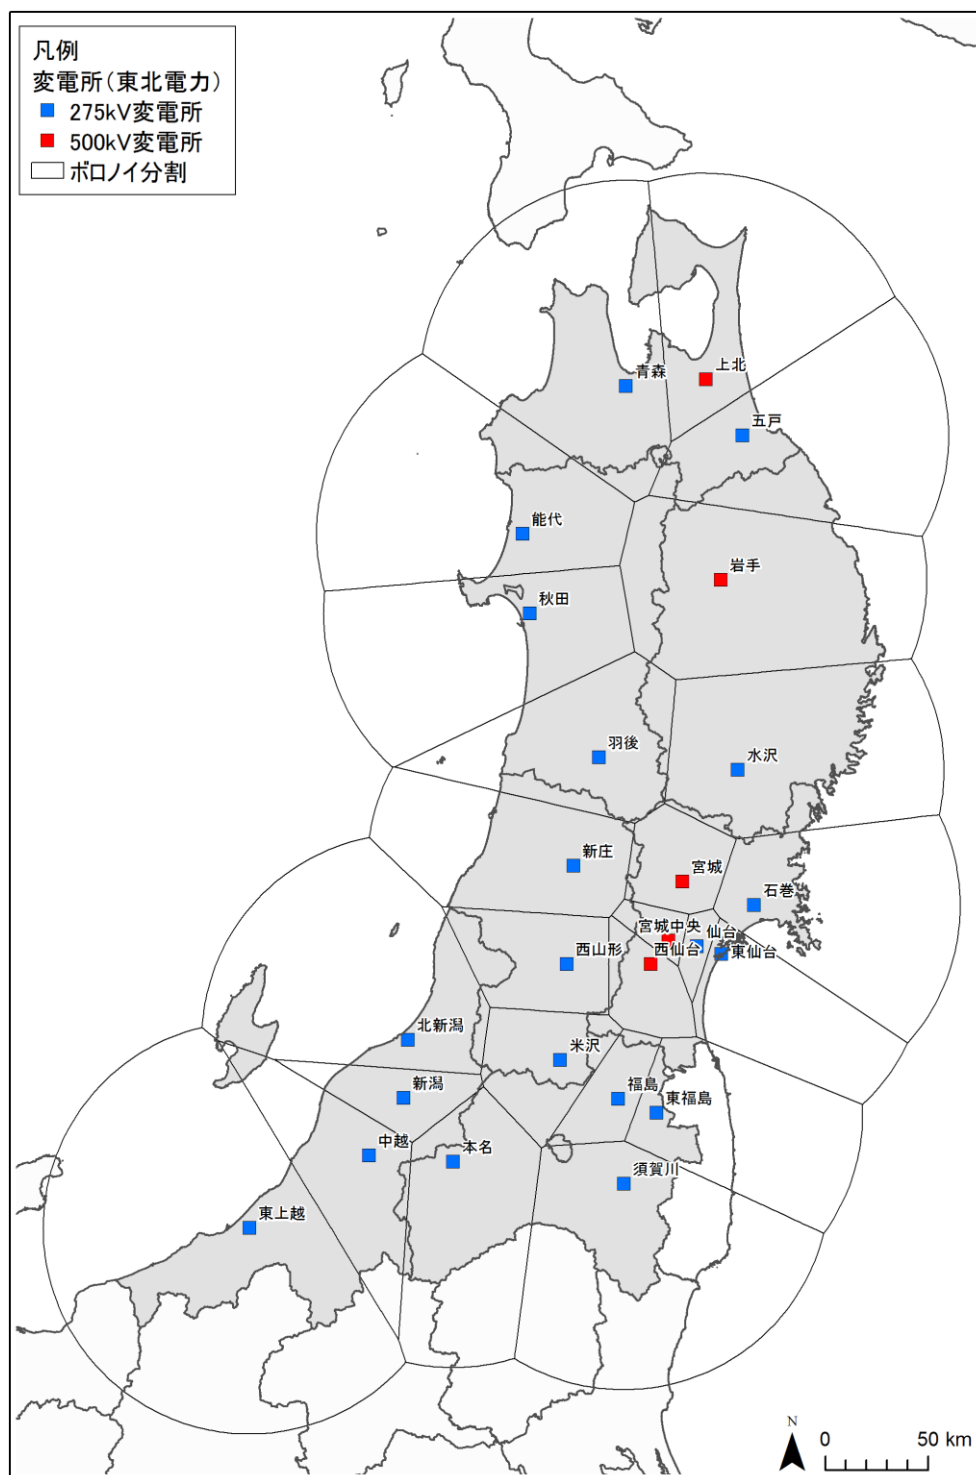 凡例
変電所(東北電力)
275kV変電所
500kV変電所
ボロノイ分割
青森
上北
五戸
能代
岩手
秋田
羽後
水沢
新庄
宮城
石巻
宮城中央
仙台
西山形
西仙台
東仙台
北新潟
米沢
新潟
福島
東福島
中越
本名
須賀川
東上越
N
0 50 km